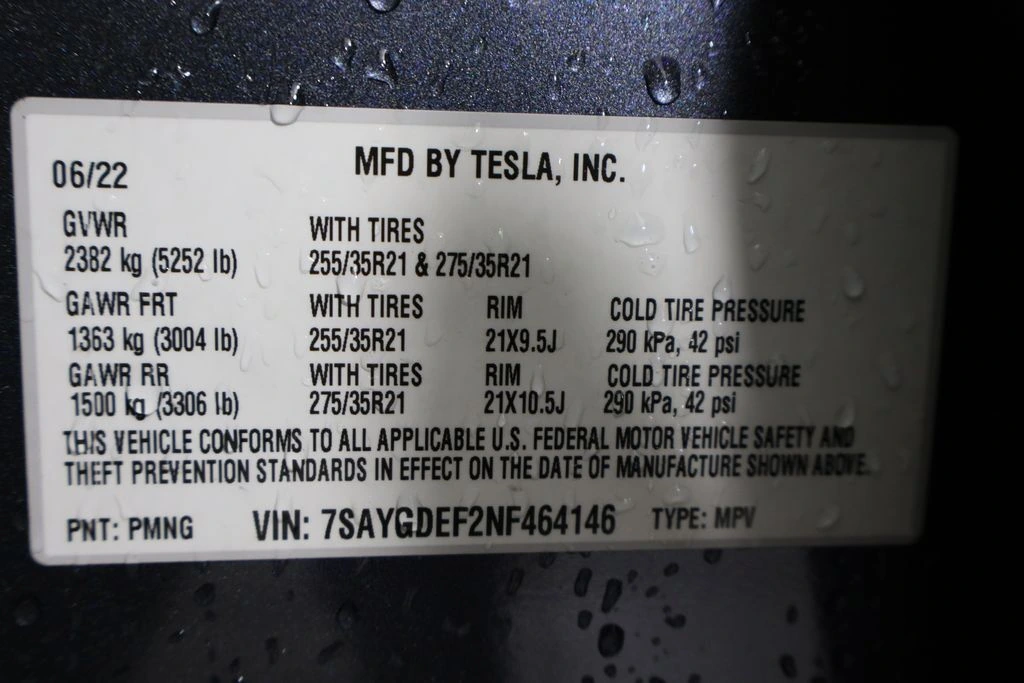 06/22 MFD BY TESLA, INC.
GVWR WITH TIRES
2382 kg (5252 lb) 255/35R21 & 275/35R21
GAWR FRT WITH TIRES RIM COLD TIRE PRESSURE
1363 kg (3004 lb) 255/35R21 21X9.5J 290 kPa, 42 psi
GAWR RR WITH TIRES RIM COLD TIRE PRESSURE
1500 kg (3306 lb) 275/35R21 21X10.5J 290 kPa, 42 psi
THIS VEHICLE CONFORMS TO ALL APPLICABLE U.S. FEDERAL MOTOR VEHICLE SAFETY AND
THEFT PREVENTION STANDARDS IN EFFECT ON THE DATE OF MANUFACTURE SHOWN ABOVE.
PNT: PMNG VIN: 7SAYGDEF2NF464146 TYPE: MPV